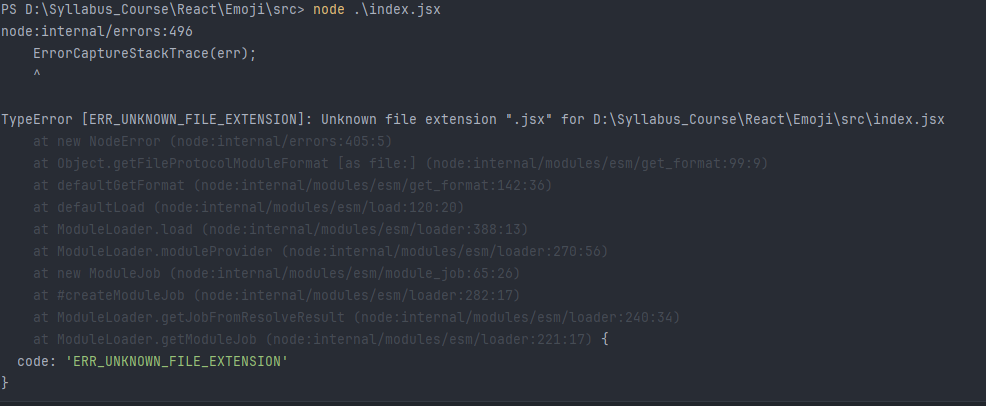 PS D:\Syllabus_Course\React\Emoji\src> node .\index.jsx
node:internal/errors:496
    ErrorCaptureStackTrace(err);
    ^

TypeError [ERR_UNKNOWN_FILE_EXTENSION]: Unknown file extension ".jsx" for D:\Syllabus_Course\React\Emoji\src\index.jsx
    at new NodeError (node:internal/errors:405:5)
    at Object.getFileProtocolModuleFormat [as file:] (node:internal/modules/esm/get_format:99:9)
    at defaultGetFormat (node:internal/modules/esm/get_format:142:36)
    at defaultLoad (node:internal/modules/esm/load:120:20)
    at ModuleLoader.load (node:internal/modules/esm/loader:388:13)
    at ModuleLoader.moduleProvider (node:internal/modules/esm/loader:270:56)
    at new ModuleJob (node:internal/modules/esm/module_job:65:26)
    at #createModuleJob (node:internal/modules/esm/loader:282:17)
    at ModuleLoader.getJobFromResolveResult (node:internal/modules/esm/loader:240:34)
    at ModuleLoader.getModuleJob (node:internal/modules/esm/loader:221:17) {
  code: 'ERR_UNKNOWN_FILE_EXTENSION'
}